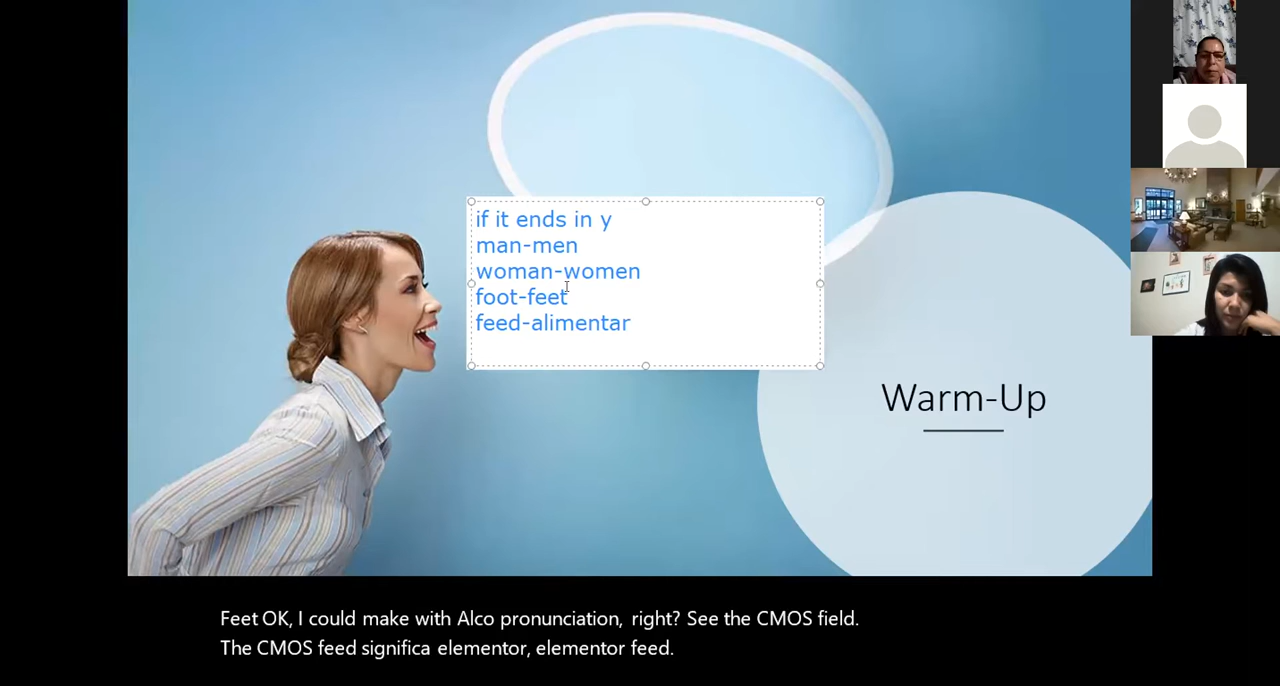 if it ends in y
man-men
woman-women
foot-feet
feed-alimentar
Warm-Up
Feet OK, I could make with Alco pronunciation, right? See the CMOS field.
The CMOS feed significa elementor, elementor feed.